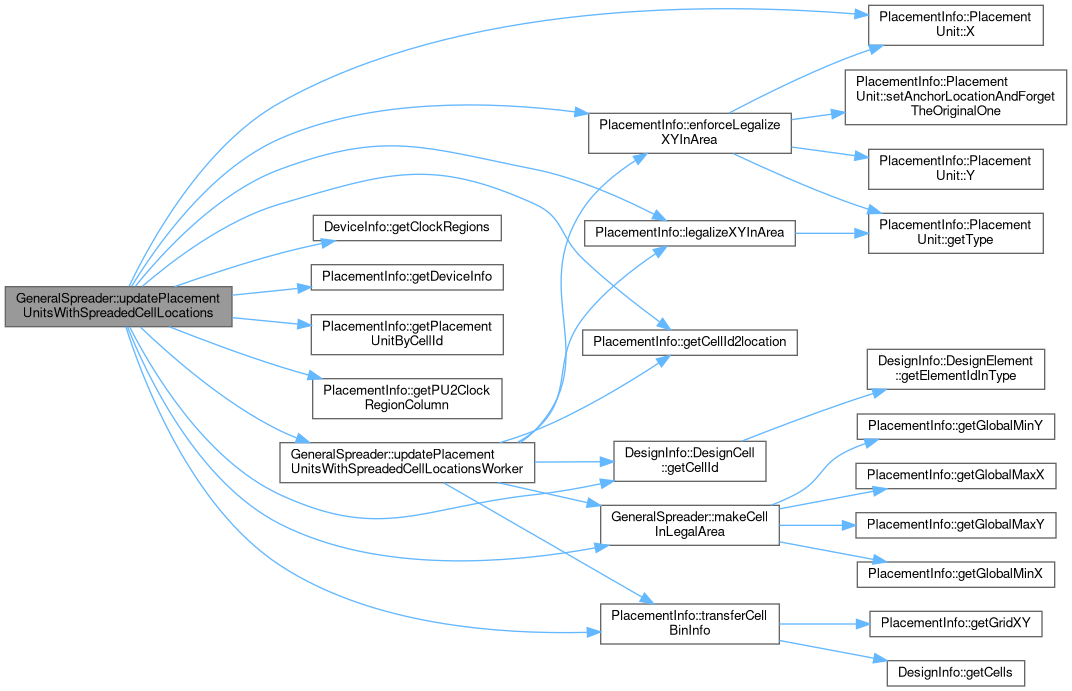 GeneralSpreader::updatePlacement
UnitsWithSpreadedCellLocations
DeviceInfo::getClockRegions
PlacementInfo::getDeviceInfo
PlacementInfo::getPlacement
UnitByCellId
PlacementInfo::getPU2Clock
RegionColumn
GeneralSpreader::updatePlacement
UnitsWithSpreadedCellLocationsWorker
PlacementInfo::enforceLegalize
XYInArea
PlacementInfo::legalizeXYInArea
PlacementInfo::getCellId2location
DesignInfo::DesignCell
::getCellId
GeneralSpreader::makeCell
InLegalArea
PlacementInfo::transferCell
BinInfo
PlacementInfo::Placement
Unit::X
PlacementInfo::Placement
Unit::setAnchorLocationAndForget
TheOriginalOne
PlacementInfo::Placement
Unit::Y
PlacementInfo::Placement
Unit::getType
DesignInfo::DesignElement
::getElementIdInType
PlacementInfo::getGlobalMinY
PlacementInfo::getGlobalMaxX
PlacementInfo::getGlobalMaxY
PlacementInfo::getGlobalMinX
PlacementInfo::getGridXY
DesignInfo::getCells